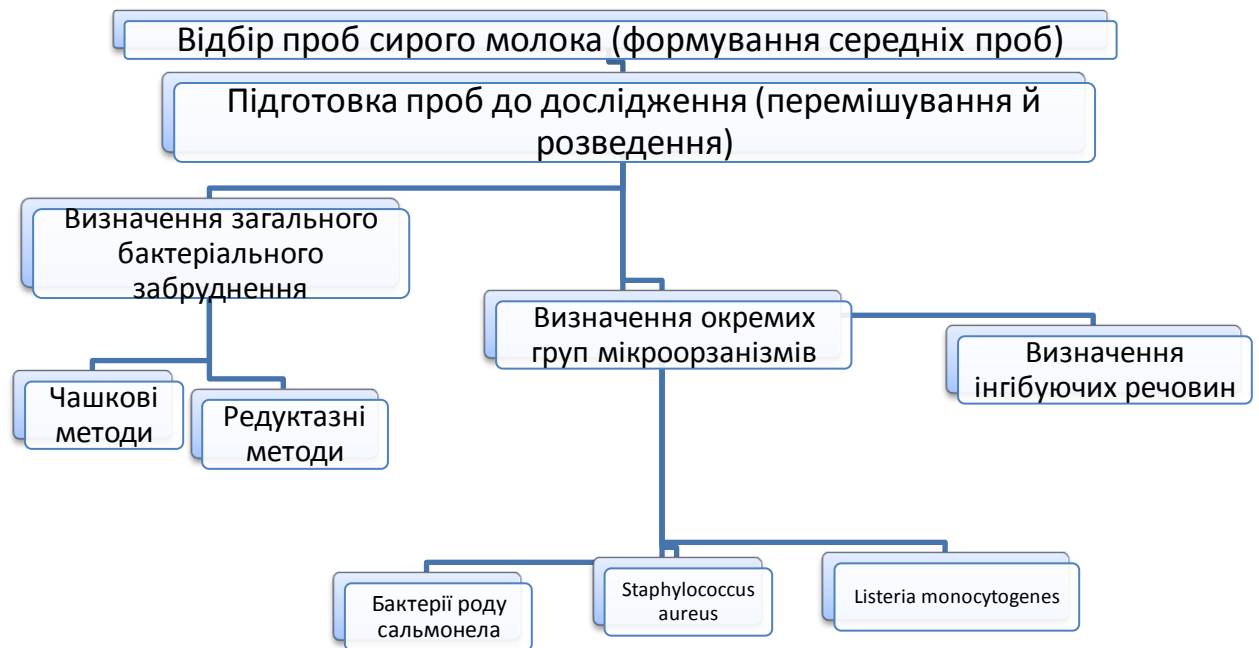 Відбір проб сирого молока (формування середніх проб)
Підготовка проб до дослідження (перемішування й
розведення)
Визначення загального
бактеріального
забруднення
Визначення окремих
груп мікроорзанізмів
Визначення
інгібуючих речовин
Чашкові
методи
Редуктазні
методи
Бактерії роду
сальмонела
Staphylococcus
aureus
Listeria monocytogenes